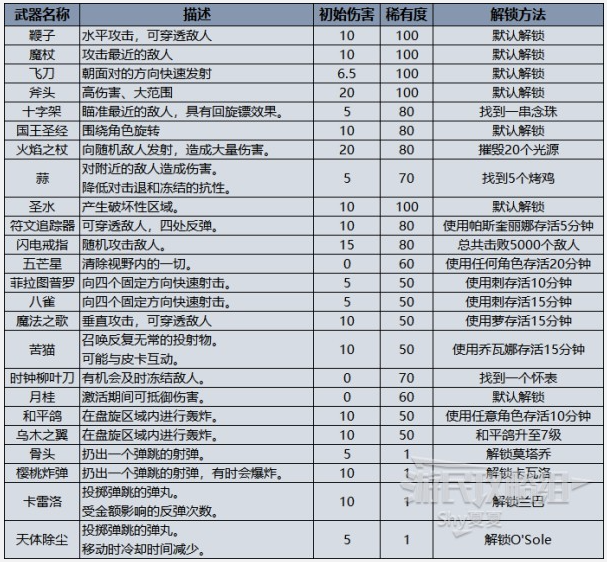 武器名称 描述 初始伤害 稀有度 解锁方法
鞭子 水平攻击，可穿透敌人 10 100 默认解锁
魔杖 攻击最近的敌人 10 100 默认解锁
飞刀 朝面对的方向快速发射 6.5 100 默认解锁
斧头 高伤害、大范围 20 100 默认解锁
十字架 瞄准最近的敌人，具有回旋镖效果。 5 80 找到一串念珠
国王圣经 围绕角色旋转 10 80 默认解锁
火焰之杖 向随机敌人发射，造成大量伤害。 20 80 摧毁20个光源
蒜 对附近的敌人造成伤害。
降低对击退和冻结的抗性。 5 70 找到5个烤鸡
圣水 产生破坏性区域。 10 100 默认解锁
符文追踪器 可穿透敌人，四处反弹。 10 80 使用帕斯奎丽娜存活5分钟
闪电戒指 随机攻击敌人。 15 80 总共击败5000个敌人
五芒星 清除视野内的一切。 0 60 使用任何角色存活20分钟
菲拉图普罗 向四个固定方向快速射击。 5 50 使用刺存活10分钟
八雀 向四个固定方向快速射击。 5 50 使用刺存活15分钟
魔法之歌 垂直攻击，可穿透敌人 10 50 使用萝存活15分钟
苦猫 召唤反复无常的投射物。
可能与皮卡互动。 10 50 使用乔瓦娜存活15分钟
时钟柳叶刀 有机会及时冻结敌人。 0 70 找到一个怀表
月桂 激活期间可抵御伤害。 0 60 默认解锁
和平鸽 在盘旋区域内进行轰炸。 10 50 使用任意角色存活10分钟
乌木之翼 在盘旋区域内进行轰炸。 10 50 和平鸽升至7级
骨头 扔出一个弹跳的射弹。 5 1 解锁莫塔乔
樱桃炸弹 扔出一个弹跳的射弹，有时会爆炸。 10 1 解锁卡瓦洛
卡雷洛 投掷弹跳的弹丸。
受金额影响的反弹次数。 10 1 解锁兰巴
天体除尘 投掷弹跳的弹丸。
移动时冷却时间减少。 5 1 解锁O'Sole
游民攻略组
Shy夏夏